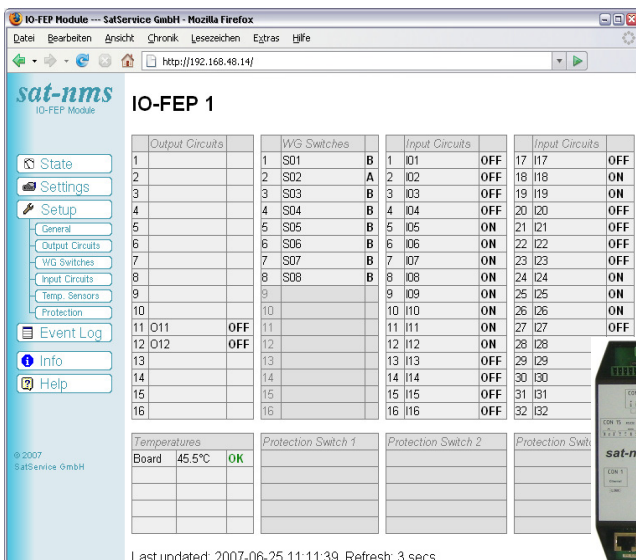 IO-FEP Module --- SatService GmbH - Mozilla Firefox
Datei Bearbeiten Ansicht Chronik Lesezeichen Extras Hilfe
http://192.168.48.14/
sat-nms
IO-FEP Module
State
Settings
Setup
General
Output Circuits
WG Switches
Input Circuits
Temp. Sensors
Protection
Event Log
Info
Help
© 2007
SatService GmbH
IO-FEP 1
Output Circuits WG Switches Input Circuits Input Circuits
1 1 S01 B 1 I01 OFF 17 I17 OFF
2 2 S02 A 2 I02 OFF 18 I18 ON
3 3 S03 B 3 I03 OFF 19 I19 ON
4 4 S04 B 4 I04 OFF 20 I20 OFF
5 5 S05 B 5 I05 ON 21 I21 OFF
6 6 S06 B 6 I06 ON 22 I22 OFF
7 7 S07 B 7 I07 ON 23 I23 OFF
8 8 S08 B 8 I08 ON 24 I24 ON
9 9 9 I09 ON 25 I25 ON
10 10 10 I10 ON 26 I26 ON
11 O11 OFF 11 11 I11 ON 27 I27 OFF
12 O12 OFF 12 12 I12 ON 28 I28
13 13 13 I13 OFF 29 I29
14 14 14 I14 OFF 30 I30
15 15 15 I15 OFF 31 I31
16 16 16 I16 OFF 32 I32
Temperatures Protection Switch 1 Protection Switch 2 Protection Swit
Board 45.5°C OK
Last updated: 2007-06-25 11:11:39, Refresh: 3 secs
CON 15
sat-n
CON 1